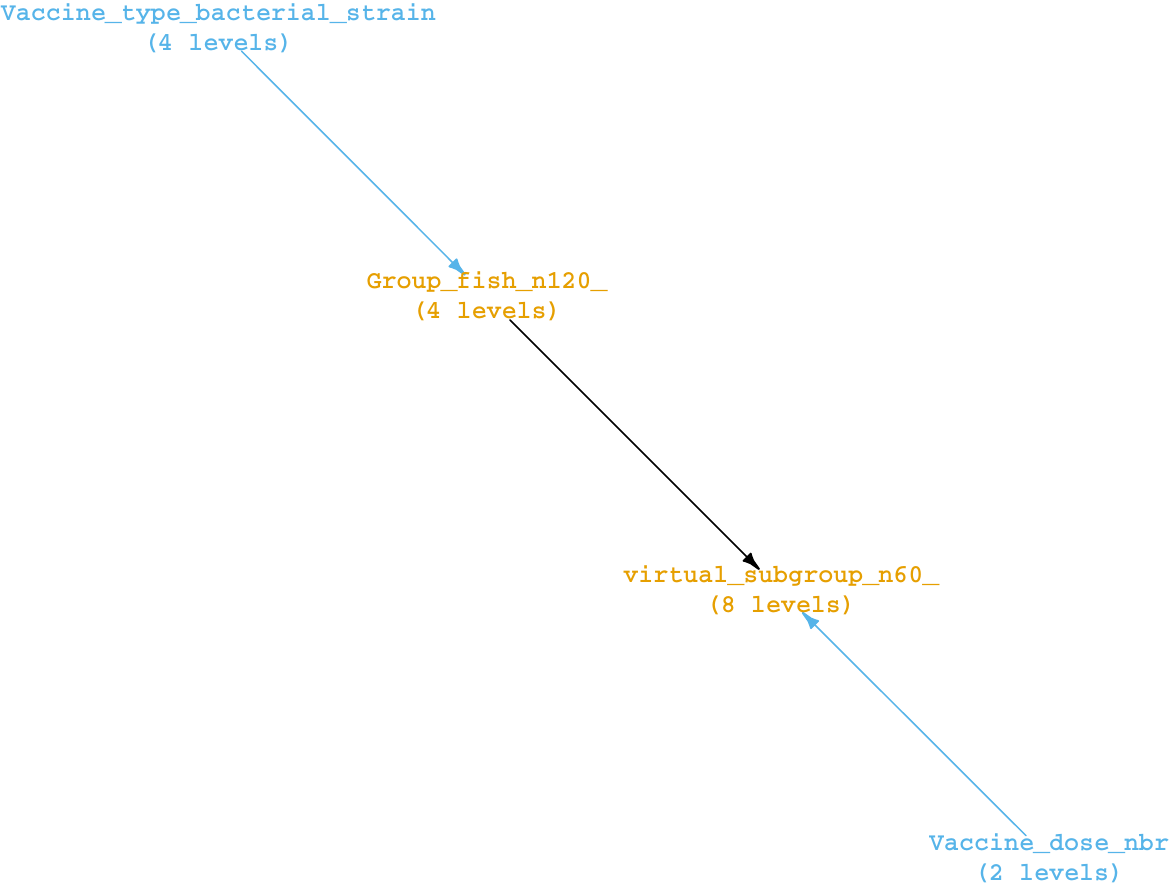 Vaccine_type_bacterial_strain
(4 levels)
Group_fish_n120_
(4 levels)
virtual_subgroup_n60_
(8 levels)
Vaccine_dose_nbr
(2 levels)